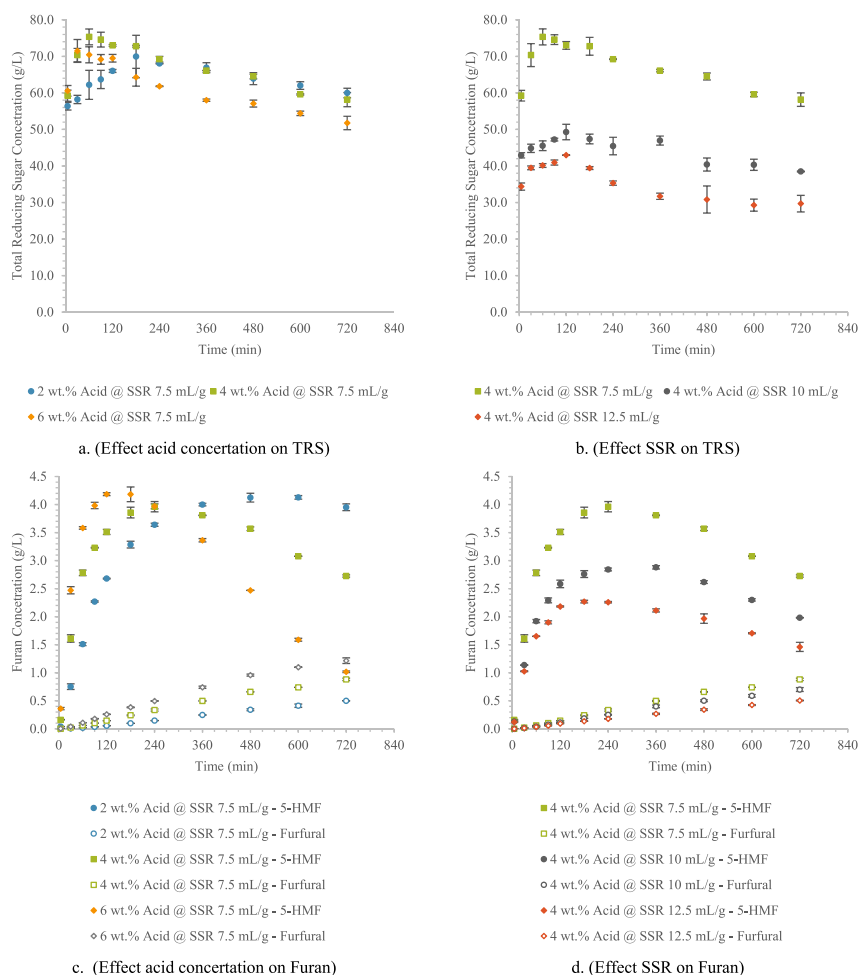 80.0
70.0
60.0
50.0
40.0
30.0
20.0
10.0
0.0
Total Reducing Sugar Concetration (g/L)
0 120 240 360 480 600 720 840
Time (min)
2 wt.% Acid @ SSR 7.5 mL/g 4 wt.% Acid @ SSR 7.5 mL/g
6 wt.% Acid @ SSR 7.5 mL/g
a. (Effect acid concertation on TRS)
80.0
70.0
60.0
50.0
40.0
30.0
20.0
10.0
0.0
Total Reducing Sugar Concetration (g/L)
0 120 240 360 480 600 720 840
Time (min)
4 wt.% Acid @ SSR 7.5 mL/g 4 wt.% Acid @ SSR 10 mL/g
4 wt.% Acid @ SSR 12.5 mL/g
b. (Effect SSR on TRS)
4.5
4.0
3.5
3.0
2.5
2.0
1.5
1.0
0.5
0.0
Furan Concetration (g/L)
0 120 240 360 480 600 720 840
Time (min)
2 wt.% Acid @ SSR 7.5 mL/g - 5-HMF
2 wt.% Acid @ SSR 7.5 mL/g - Furfural
4 wt.% Acid @ SSR 7.5 mL/g - 5-HMF
4 wt.% Acid @ SSR 7.5 mL/g - Furfural
6 wt.% Acid @ SSR 7.5 mL/g - 5-HMF
6 wt.% Acid @ SSR 7.5 mL/g - Furfural
c. (Effect acid concertation on Furan)
4.5
4.0
3.5
3.0
2.5
2.0
1.5
1.0
0.5
0.0
Furan Concetration (g/L)
0 120 240 360 480 600 720 840
Time (min)
4 wt.% Acid @ SSR 7.5 mL/g - 5-HMF
4 wt.% Acid @ SSR 7.5 mL/g - Furfural
4 wt.% Acid @ SSR 10 mL/g - 5-HMF
4 wt.% Acid @ SSR 10 mL/g - Furfural
4 wt.% Acid @ SSR 12.5 mL/g - 5-HMF
4 wt.% Acid @ SSR 12.5 mL/g - Furfural
d. (Effect SSR on Furan)